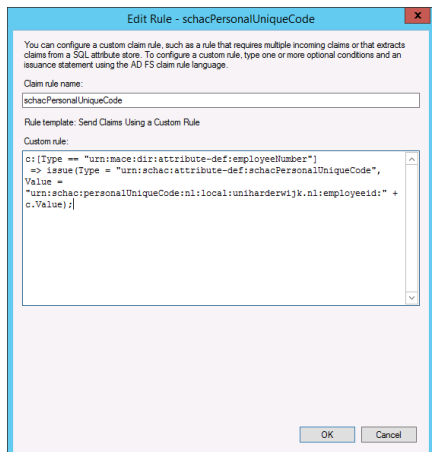 Edit Rule - schacPersonalUniqueCode
x
You can configure a custom claim rule, such as a rule that requires multiple incoming claims or that extracts
claims from a SQL attribute store. To configure a custom rule, type one or more optional conditions and an
issuance statement using the AD FS claim rule language.
Claim rule name:
schacPersonalUniqueCode
Rule template: Send Claims Using a Custom Rule
Custom rule:
c:[Type == "urn:mace:dir:attribute-def:employeeNumber"]
 => issue(Type = "urn:schac:attribute-def:schacPersonalUniqueCode",
Value =
"urn:schac:personalUniqueCode:nl:local:uniharderwijk.nl:employeeid:" +
c.Value);
OK Cancel